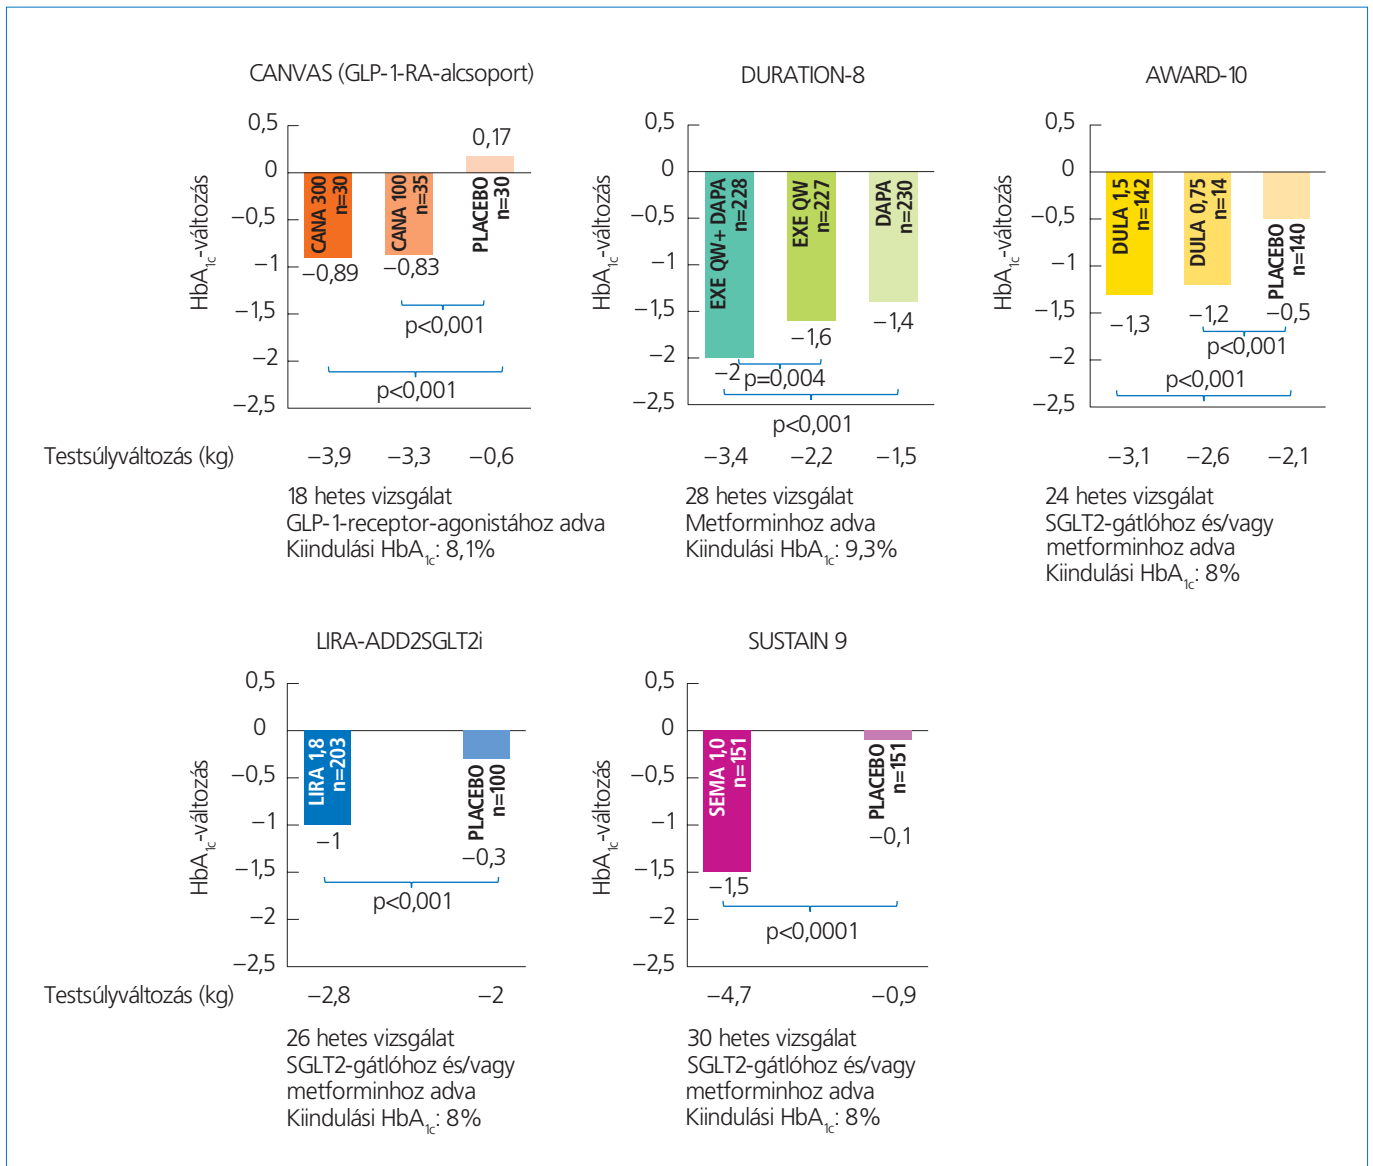 CANVAS (GLP-1-RA-alcsoport)
HbA1c-változás
0,5
0
−0,5
−1
−1,5
−2
−2,5
CANA 300
n=30
−0,89
CANA 100
n=35
−0,83
0,17
PLACEBO
n=30
p<0,001
p<0,001
Testsúlyváltozás (kg)
−3,9
−3,3
−0,6
18 hetes vizsgálat
GLP-1-receptor-agonistához adva
Kiindulási HbA1c: 8,1%
DURATION-8
HbA1c-változás
0,5
0
−0,5
−1
−1,5
−2
−2,5
EXE QW+ DAPA
n=228
−2
EXE QW
n=227
−1,6
DAPA
n=230
−1,4
p=0,004
p<0,001
−3,4
−2,2
−1,5
28 hetes vizsgálat
Metforminhoz adva
Kiindulási HbA1c: 9,3%
AWARD-10
HbA1c-változás
0,5
0
−0,5
−1
−1,5
−2
−2,5
DULA 1,5
n=142
−1,3
DULA 0,75
n=14
−1,2
PLACEBO
n=140
−0,5
p<0,001
p<0,001
−3,1
−2,6
−2,1
24 hetes vizsgálat
SGLT2-gátlóhoz és/vagy
metforminhoz adva
Kiindulási HbA1c: 8%
LIRA-ADD2SGLT2i
HbA1c-változás
0,5
0
−0,5
−1
−1,5
−2
−2,5
LIRA 1,8
n=203
−1
PLACEBO
n=100
−0,3
p<0,001
Testsúlyváltozás (kg)
−2,8
−2
26 hetes vizsgálat
SGLT2-gátlóhoz és/vagy
metforminhoz adva
Kiindulási HbA1c: 8%
SUSTAIN 9
HbA1c-változás
0,5
0
−0,5
−1
−1,5
−2
−2,5
SEMA 1,0
n=151
−1,5
PLACEBO
n=151
−0,1
p<0,0001
−4,7
−0,9
30 hetes vizsgálat
SGLT2-gátlóhoz és/vagy
metforminhoz adva
Kiindulási HbA1c: 8%